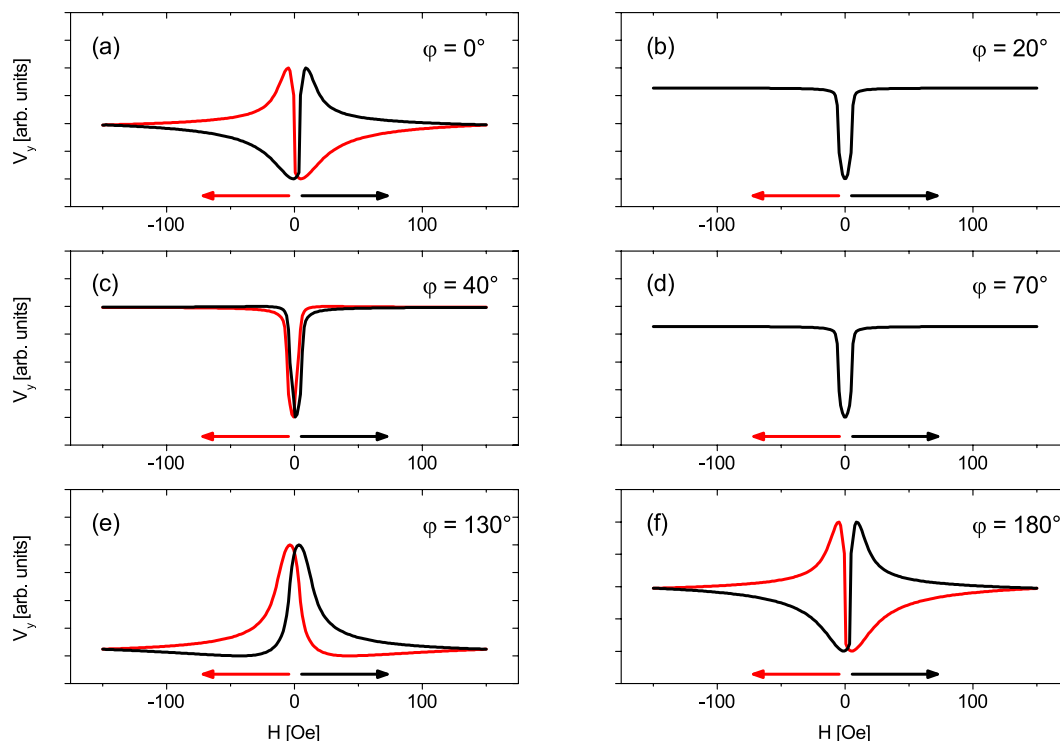 (a) φ = 0°
(b) φ = 20°
V_y [arb. units]
-100 0 100
-100 0 100
(c) φ = 40°
(d) φ = 70°
V_y [arb. units]
-100 0 100
-100 0 100
(e) φ = 130°
(f) φ = 180°
V_y [arb. units]
-100 0 100
-100 0 100
H [Oe]
H [Oe]